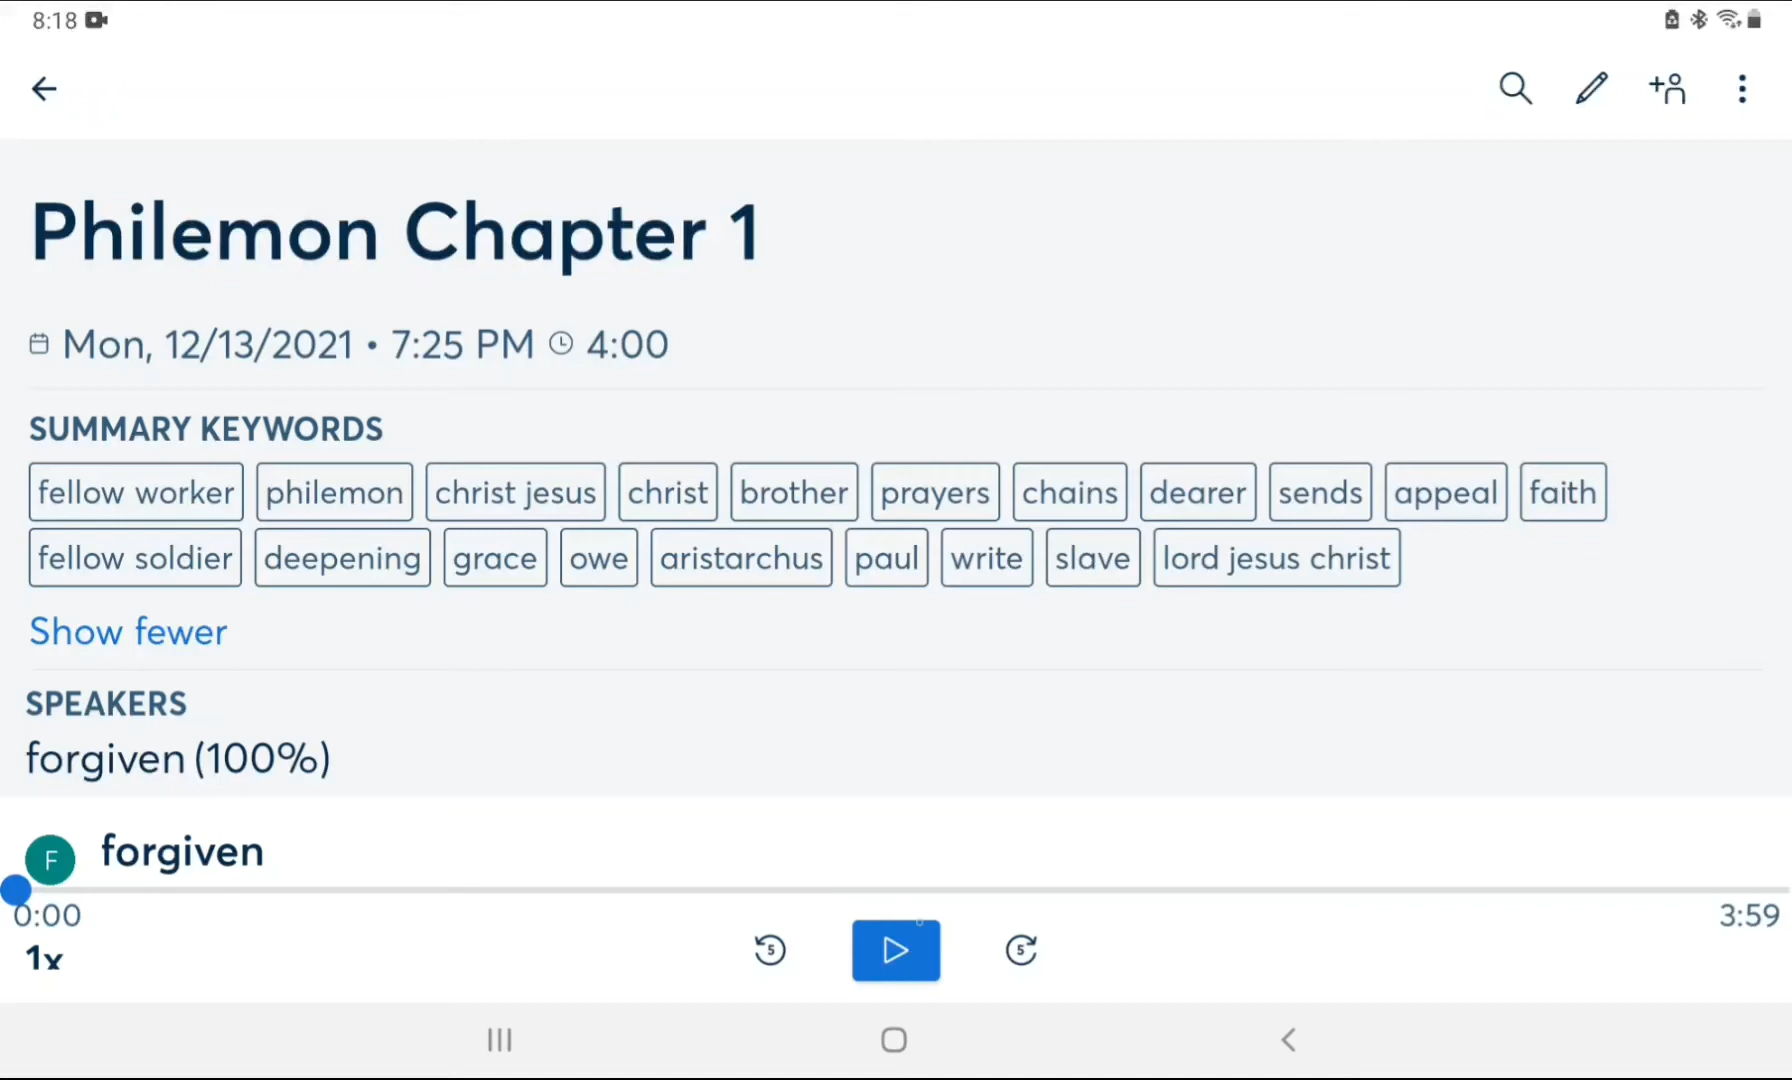 8:18
Philemon Chapter 1
Mon, 12/13/2021 • 7:25 PM 4:00
SUMMARY KEYWORDS
fellow worker philemon christ jesus christ brother prayers chains dearer sends appeal faith
fellow soldier deepening grace owe aristarchus paul write slave lord jesus christ
Show fewer
SPEAKERS
forgiven (100%)
F forgiven
0:00 3:59
1x 5 5